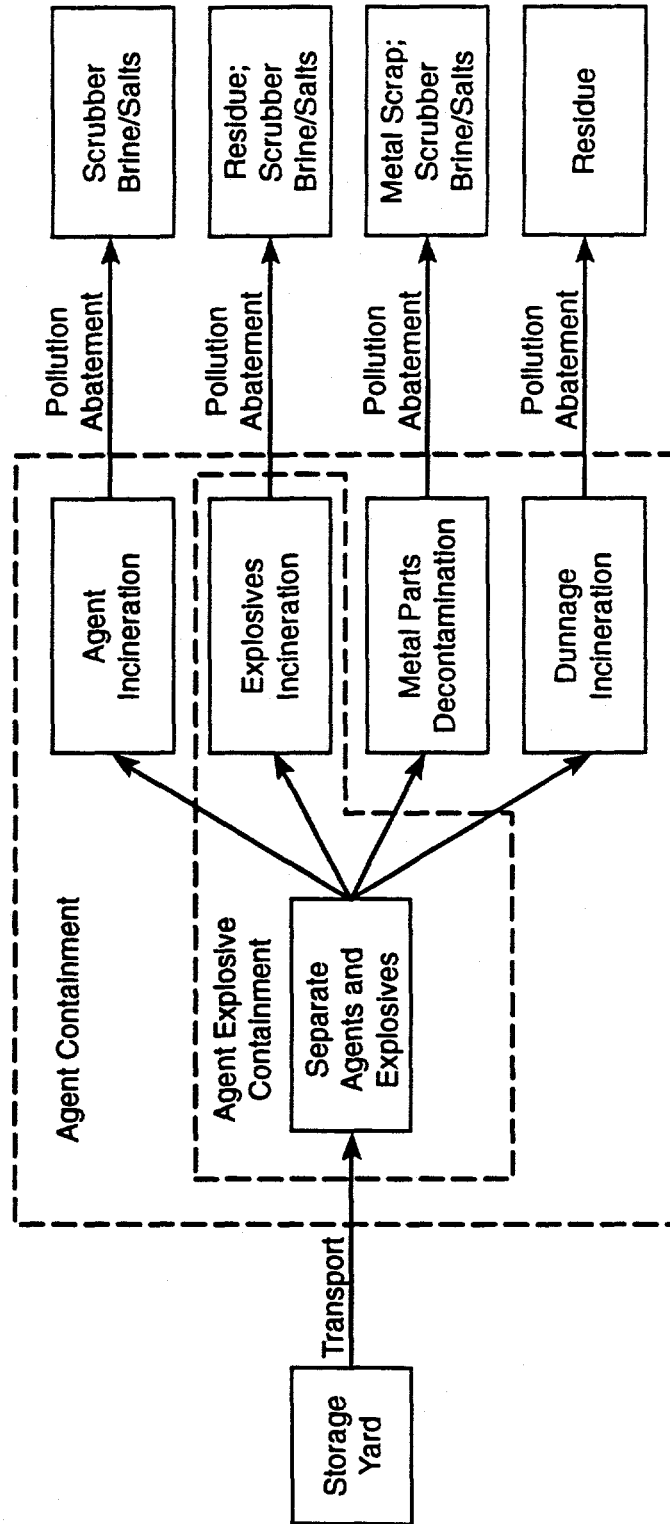 Storage
Yard
Transport
Agent Containment
Agent Explosive
Containment
Separate
Agents and
Explosives
Agent
Incineration
Explosives
Incineration
Metal Parts
Decontamination
Dunnage
Incineration
Pollution
Abatement
Pollution
Abatement
Pollution
Abatement
Pollution
Abatement
Scrubber
Brine/Salts
Residue;
Scrubber
Brine/Salts
Metal Scrap;
Scrubber
Brine/Salts
Residue